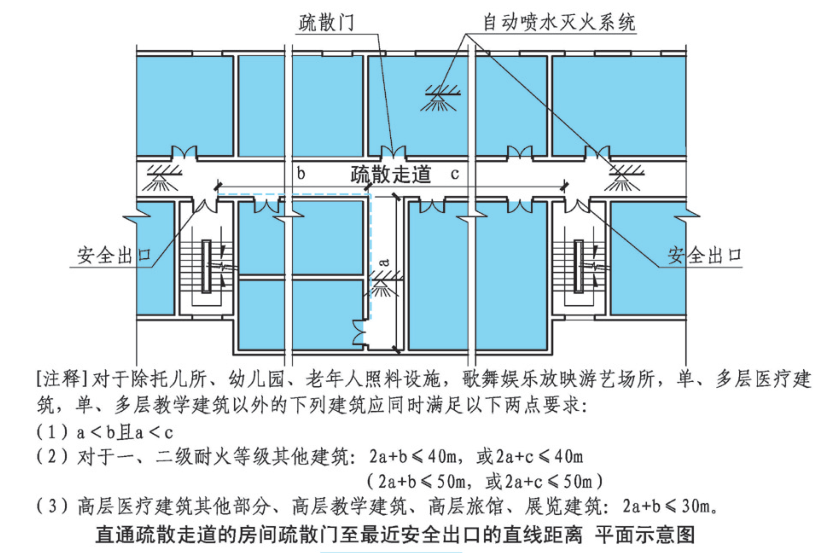 疏散门
自动喷水灭火系统
b
疏散走道
c
安全出口
a
安全出口
[注释]对于除托儿所、幼儿园、老年人照料设施，歌舞娱乐放映游艺场所，单、多层医疗建
筑，单、多层教学建筑以外的下列建筑应同时满足以下两点要求：
（1）a＜b且a＜c
（2）对于一、二级耐火等级其他建筑：2a+b≤40m，或2a+c≤40m
（2a+b≤50m，或2a+c≤50m）
（3）高层医疗建筑其他部分、高层教学建筑、高层旅馆、展览建筑：2a+b≤30m。
直通疏散走道的房间疏散门至最近安全出口的直线距离 平面示意图